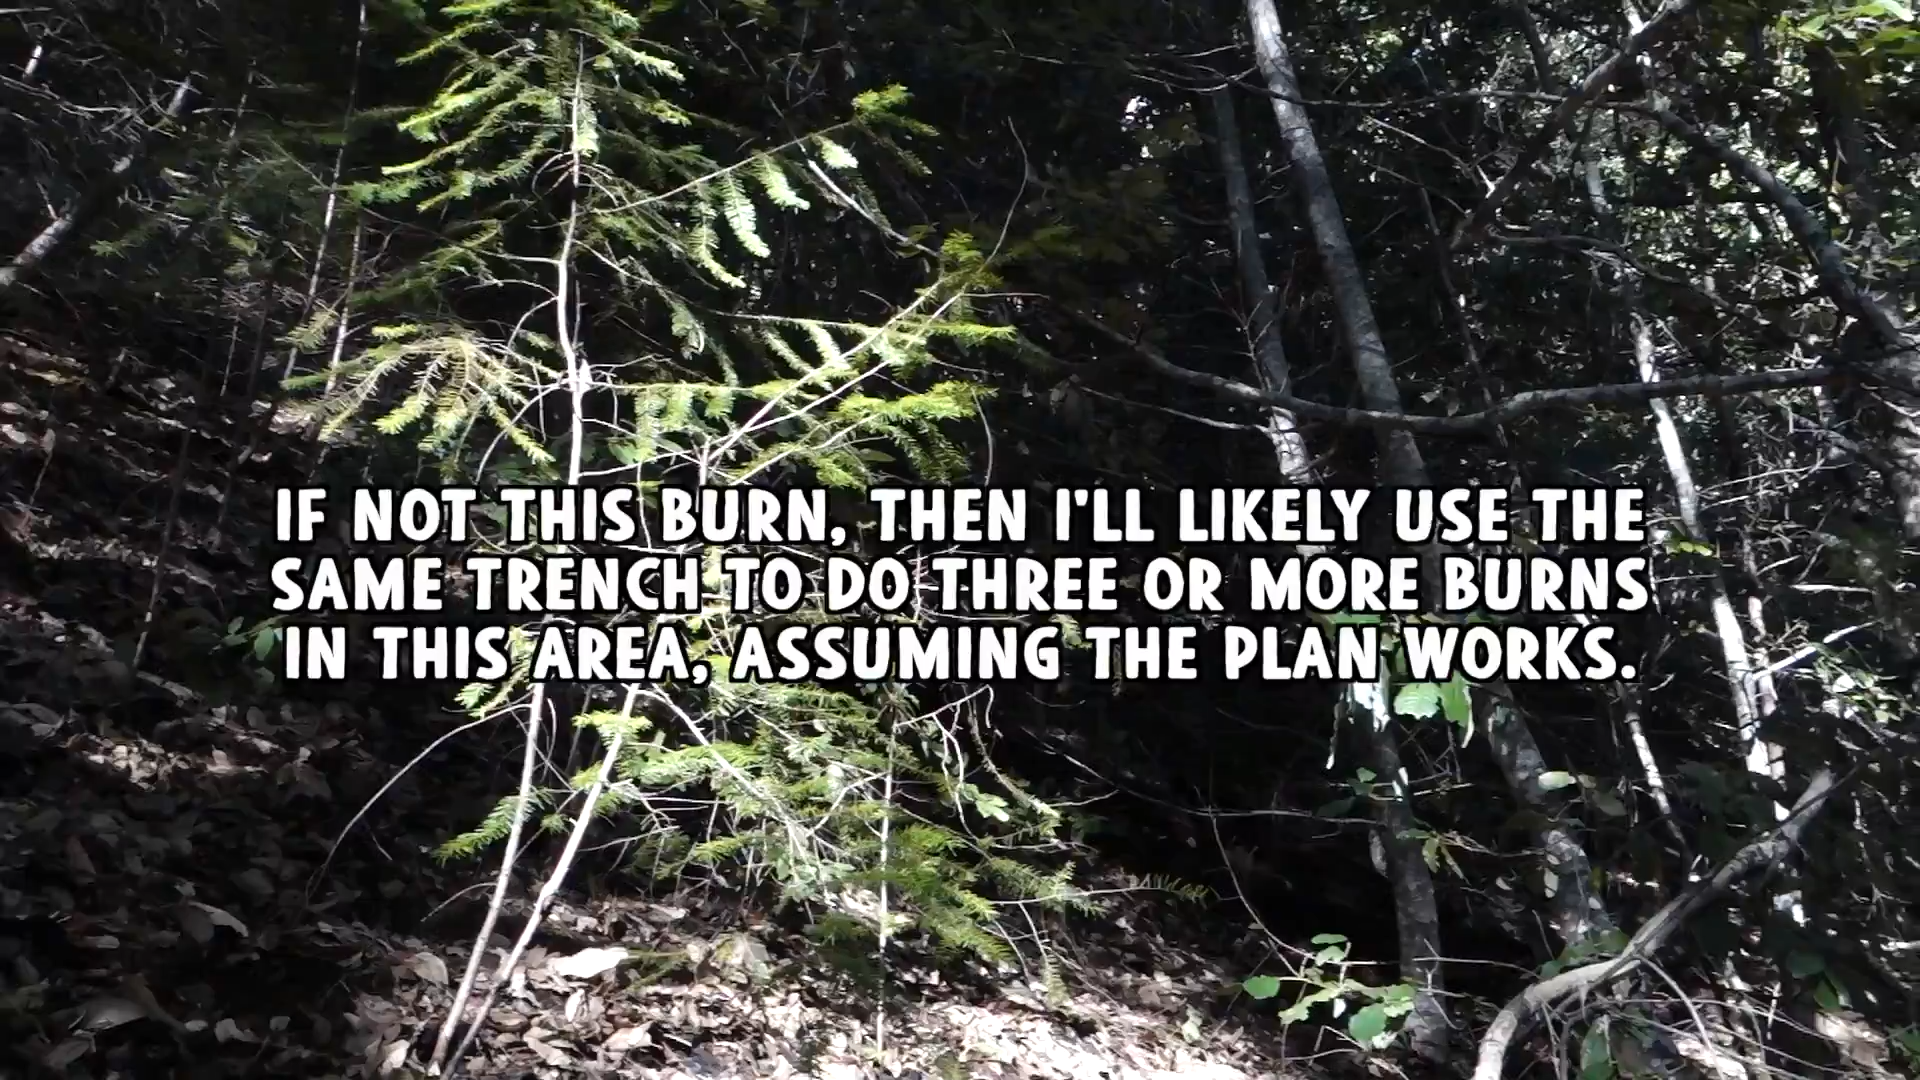 IF NOT THIS BURN, THEN I'LL LIKELY USE THE
SAME TRENCH TO DO THREE OR MORE BURNS
IN THIS AREA, ASSUMING THE PLAN WORKS.